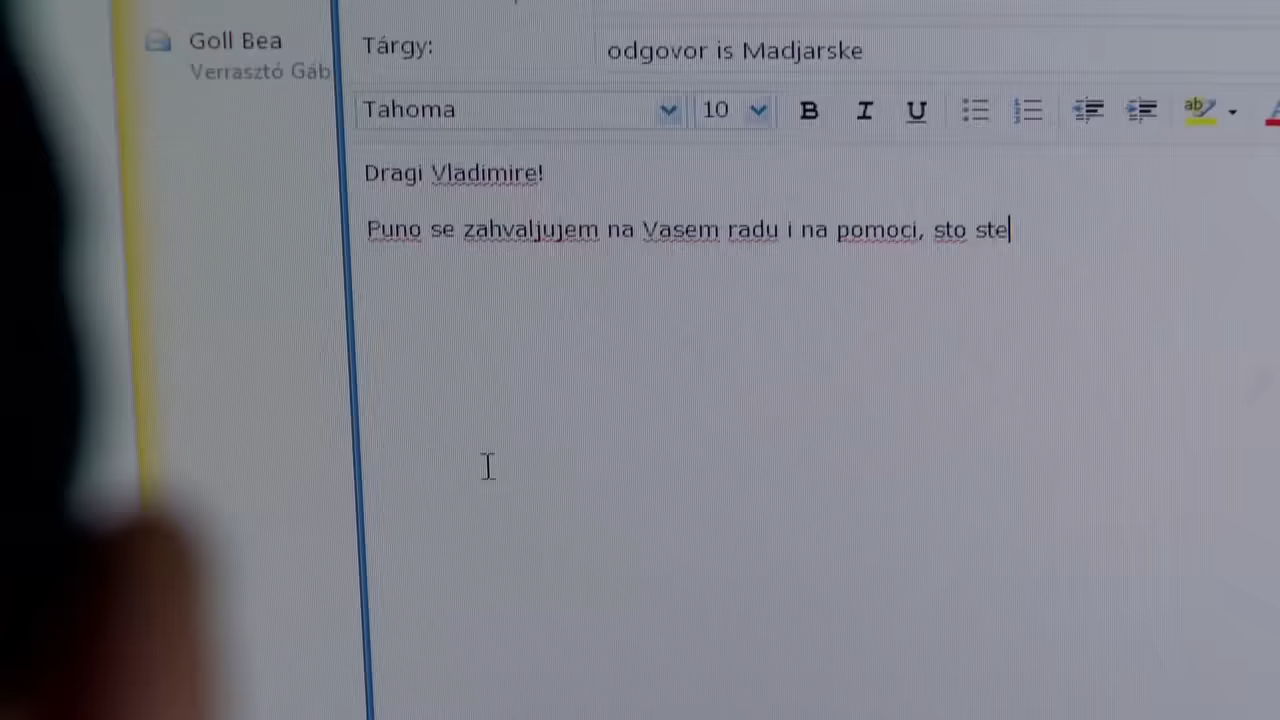 Goll Bea
Verrasztó Gáb
Tárgy:
odgovor is Madjarske
Tahoma
10
B I U
Dragi Vladimire!
Puno se zahvaljujem na Vasem radu i na pomoci, sto ste